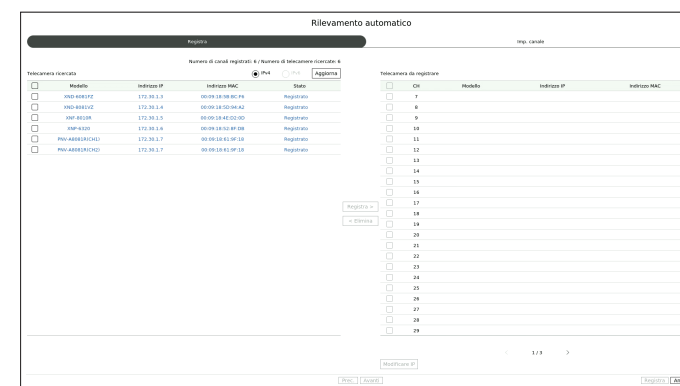 Rilevamento automatico
Registra
Imp. canale
Numero di canali registrati: 6 / Numero di telecamere ricercate: 6
Telecamera ricercata
IPv4
IPv6
Aggiorna
Modello Indirizzo IP Indirizzo MAC Stato
XND-6081FZ 172.30.1.3 00:09:18:5B:BC:F6 Registrato
XND-8081VZ 172.30.1.4 00:09:18:5D:94:A2 Registrato
XNF-8010R 172.30.1.5 00:09:18:4E:D2:0D Registrato
XNP-6320 172.30.1.6 00:09:18:52:8F:DB Registrato
PNV-A8081R(CH1) 172.30.1.7 00:09:18:61:9F:18 Registrato
PNV-A8081R(CH2) 172.30.1.7 00:09:18:61:9F:18 Registrato
Registra >
< Elimina
Telecamera da registrare
CH Modello Indirizzo IP Indirizzo MAC
7
8
9
10
11
12
13
14
15
16
17
18
19
20
21
22
23
24
25
26
27
28
29
< 1 / 3 >
Modificare IP
Prec. Avanti
Registra